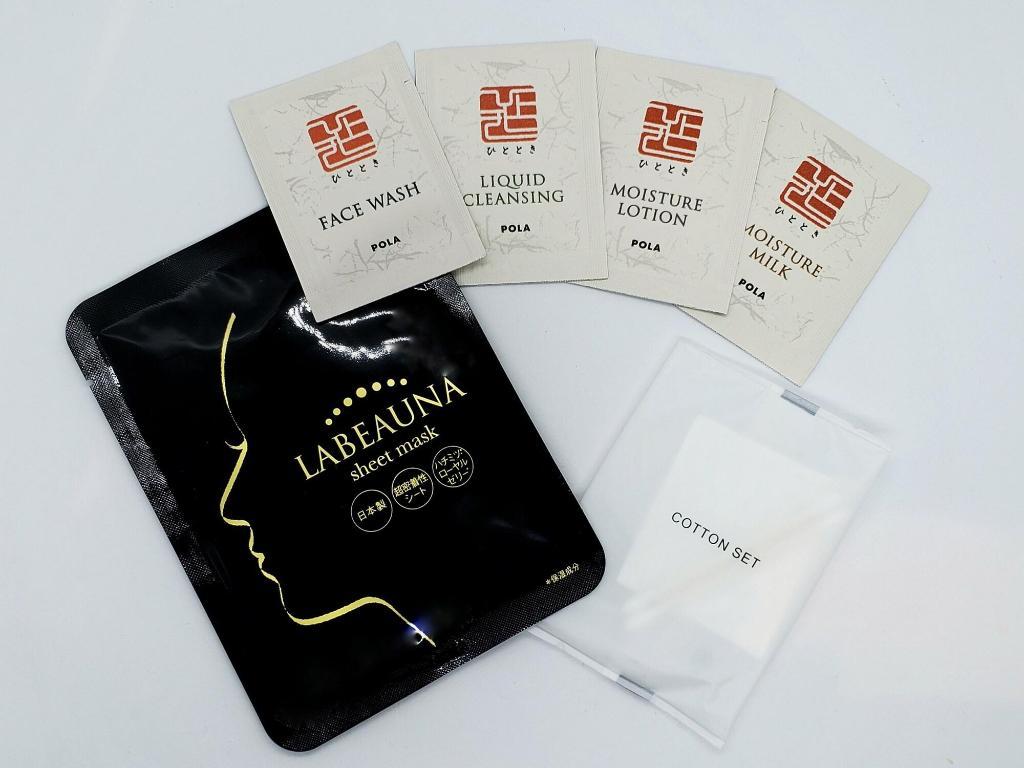 ひととき
FACE WASH
POLA
ひととき
LIQUID
CLEANSING
POLA
ひととき
MOISTURE
LOTION
POLA
ひととき
MOISTURE
MILK
POLA
LABEAUNA
sheet mask
日本製
超密着性
シート
ハチミツ・
ローヤル
ゼリー*
*保湿成分
COTTON SET